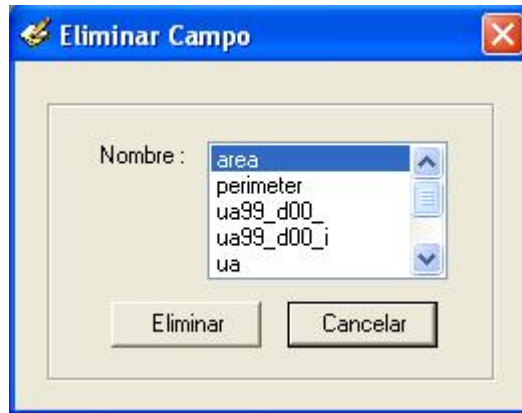 Eliminar Campo
Nombre :
area
perimeter
ua99_d00_
ua99_d00_i
ua
Eliminar
Cancelar